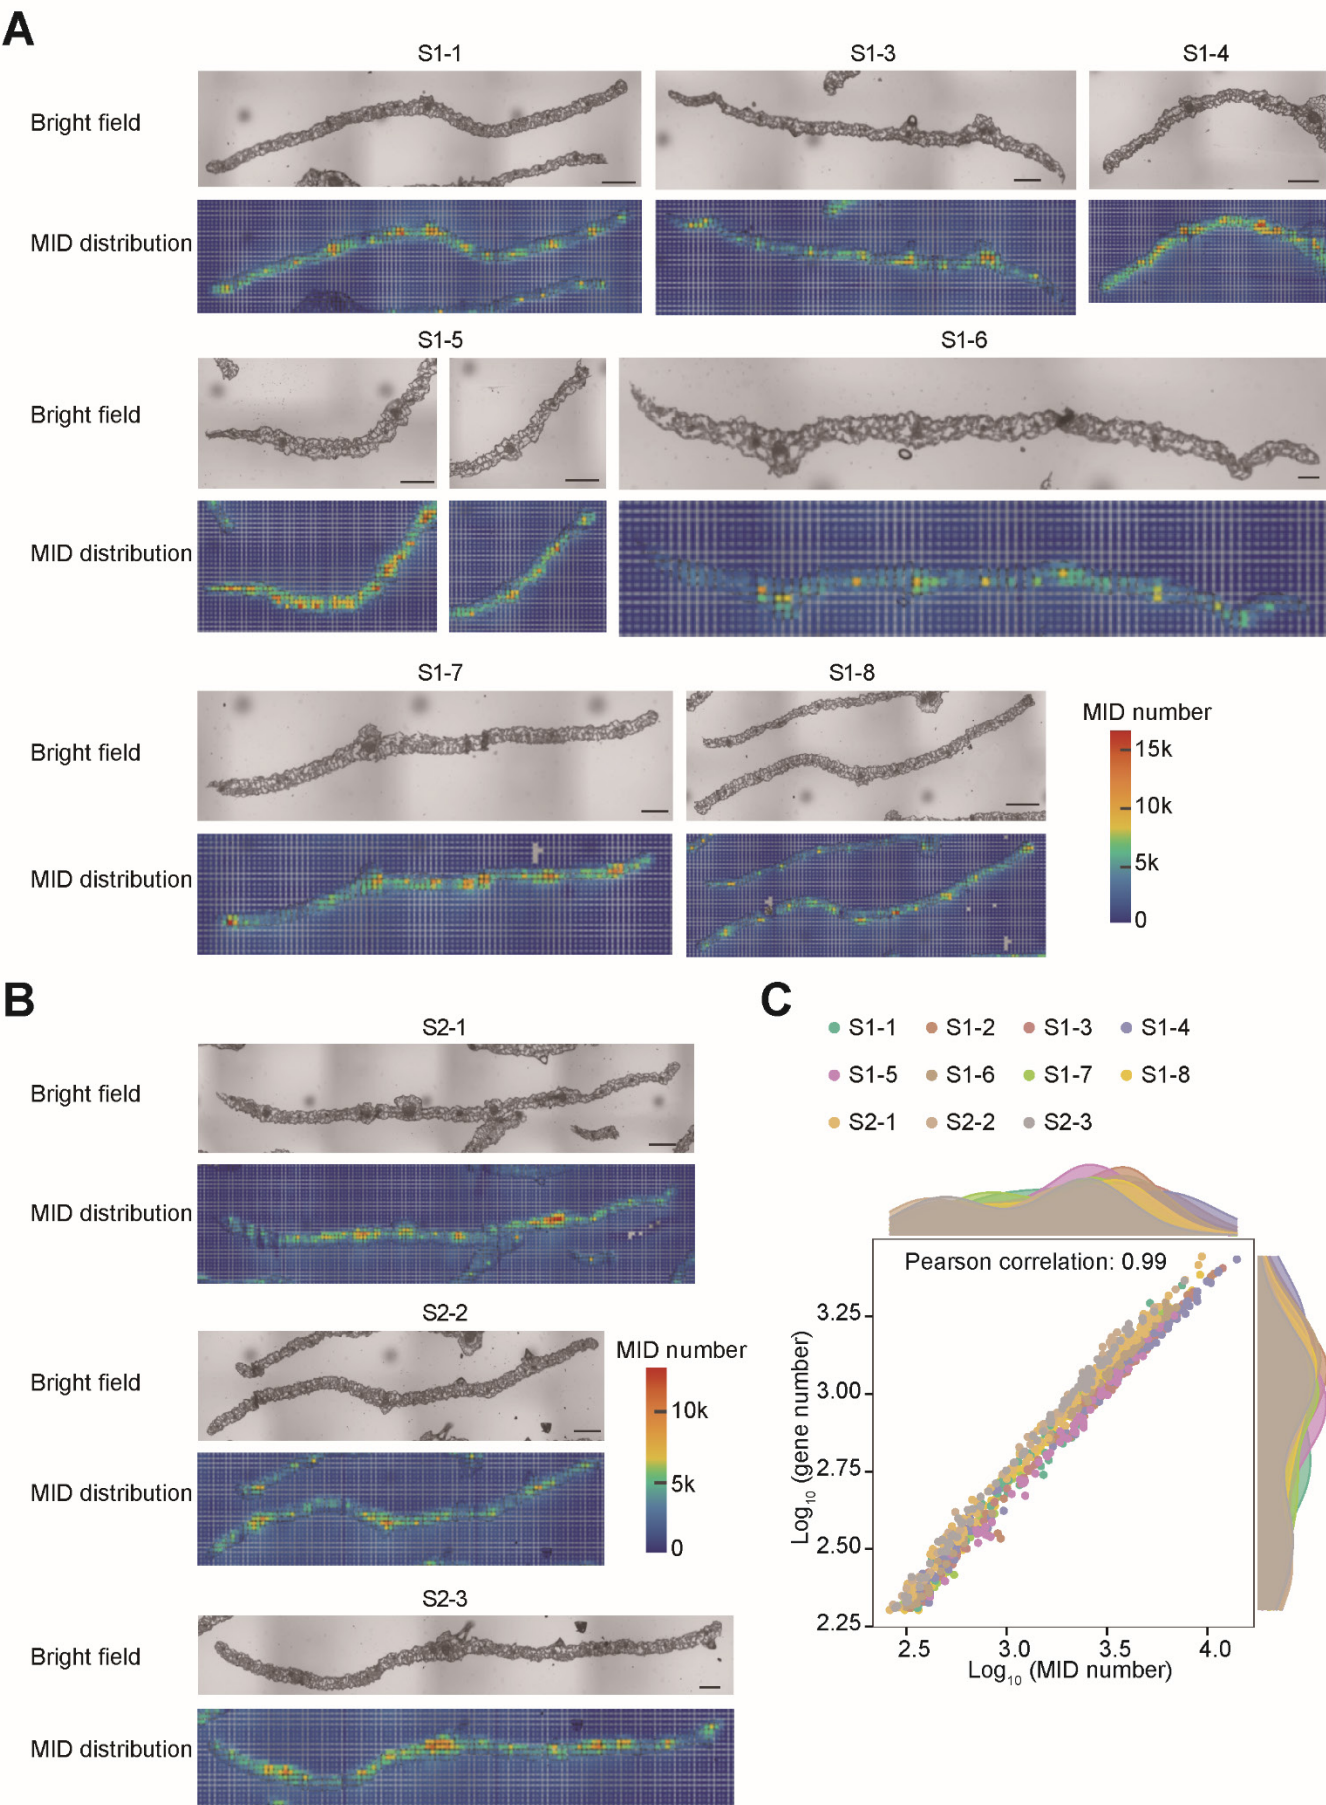 A
S1-1 S1-3 S1-4
Bright field
MID distribution
S1-5 S1-6
Bright field
MID distribution
S1-7 S1-8
Bright field
MID distribution
MID number
15k
10k
5k
0
B
S2-1
Bright field
MID distribution
S2-2
Bright field
MID distribution
MID number
10k
5k
0
S2-3
Bright field
MID distribution
C
S1-1 S1-2 S1-3 S1-4
S1-5 S1-6 S1-7 S1-8
S2-1 S2-2 S2-3
Pearson correlation: 0.99
Log₁₀ (gene number)
3.25
3.00
2.75
2.50
2.25
2.5 3.0 3.5 4.0
Log₁₀ (MID number)